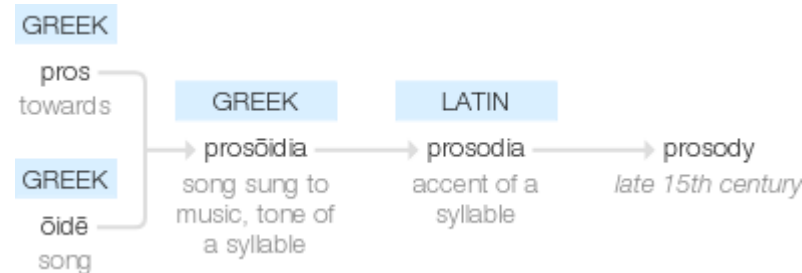 GREEK
pros
towards
GREEK
ōidē
song
GREEK
prosōidia
song sung to
music, tone of
a syllable
LATIN
prosodia
accent of a
syllable
prosody
late 15th century